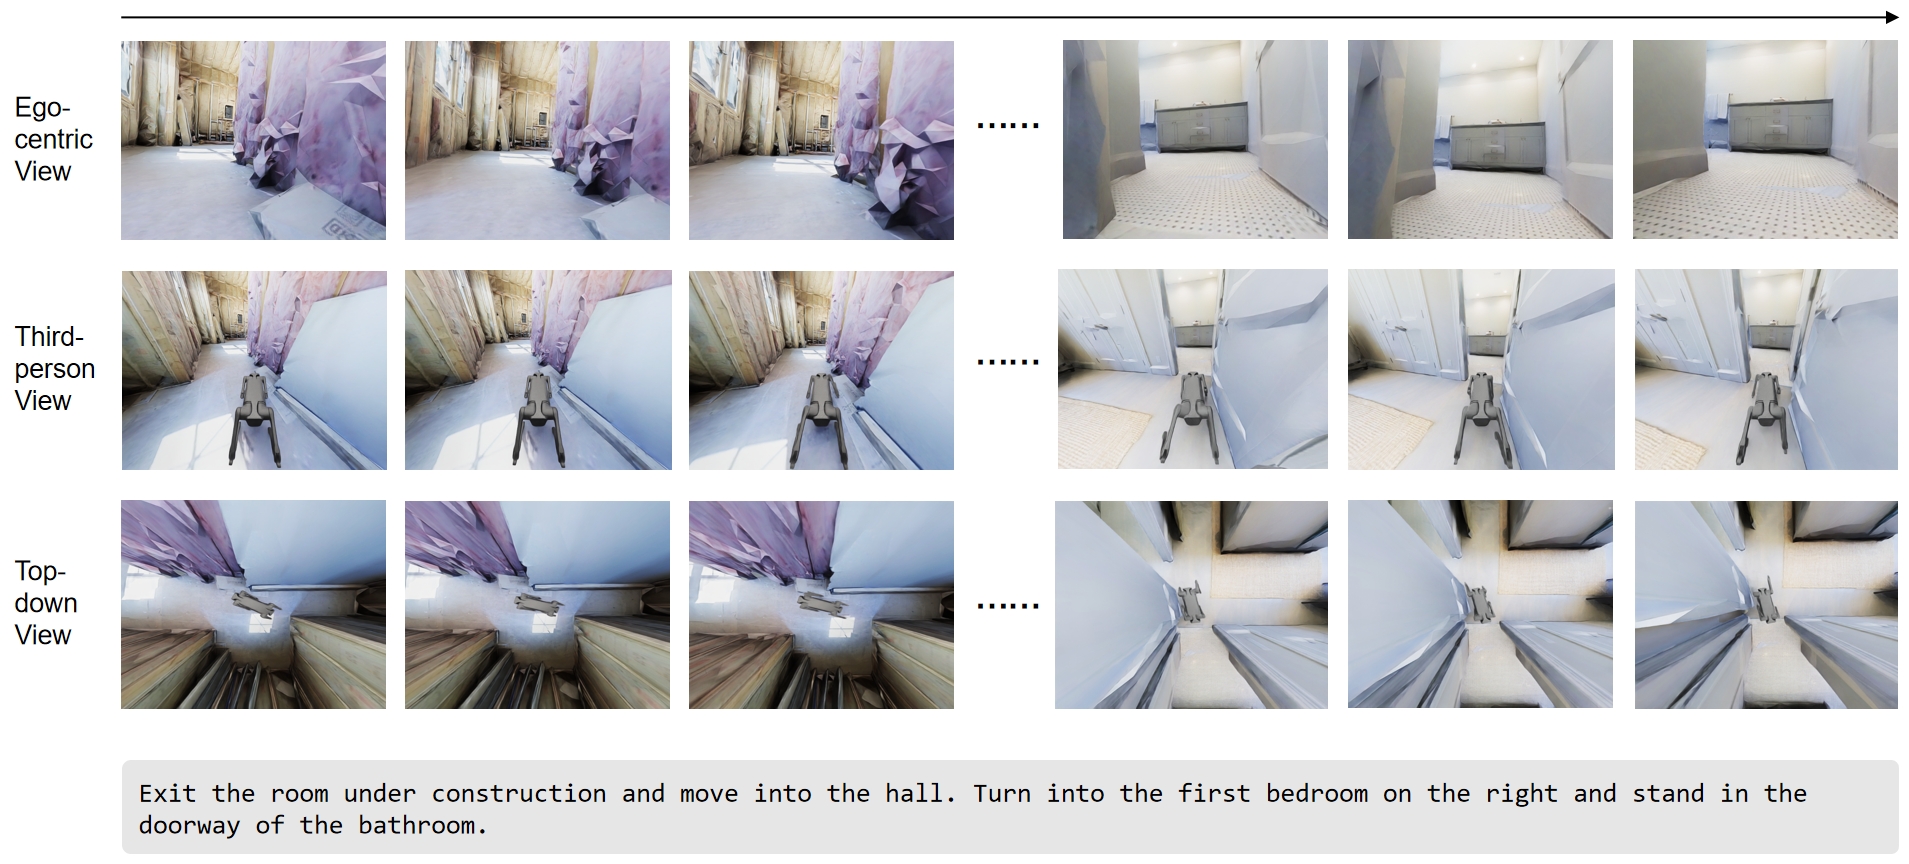 Ego-
centric
View
......
Third-
person
View
......
Top-
down
View
......
Exit the room under construction and move into the hall. Turn into the first bedroom on the right and stand in the
doorway of the bathroom.